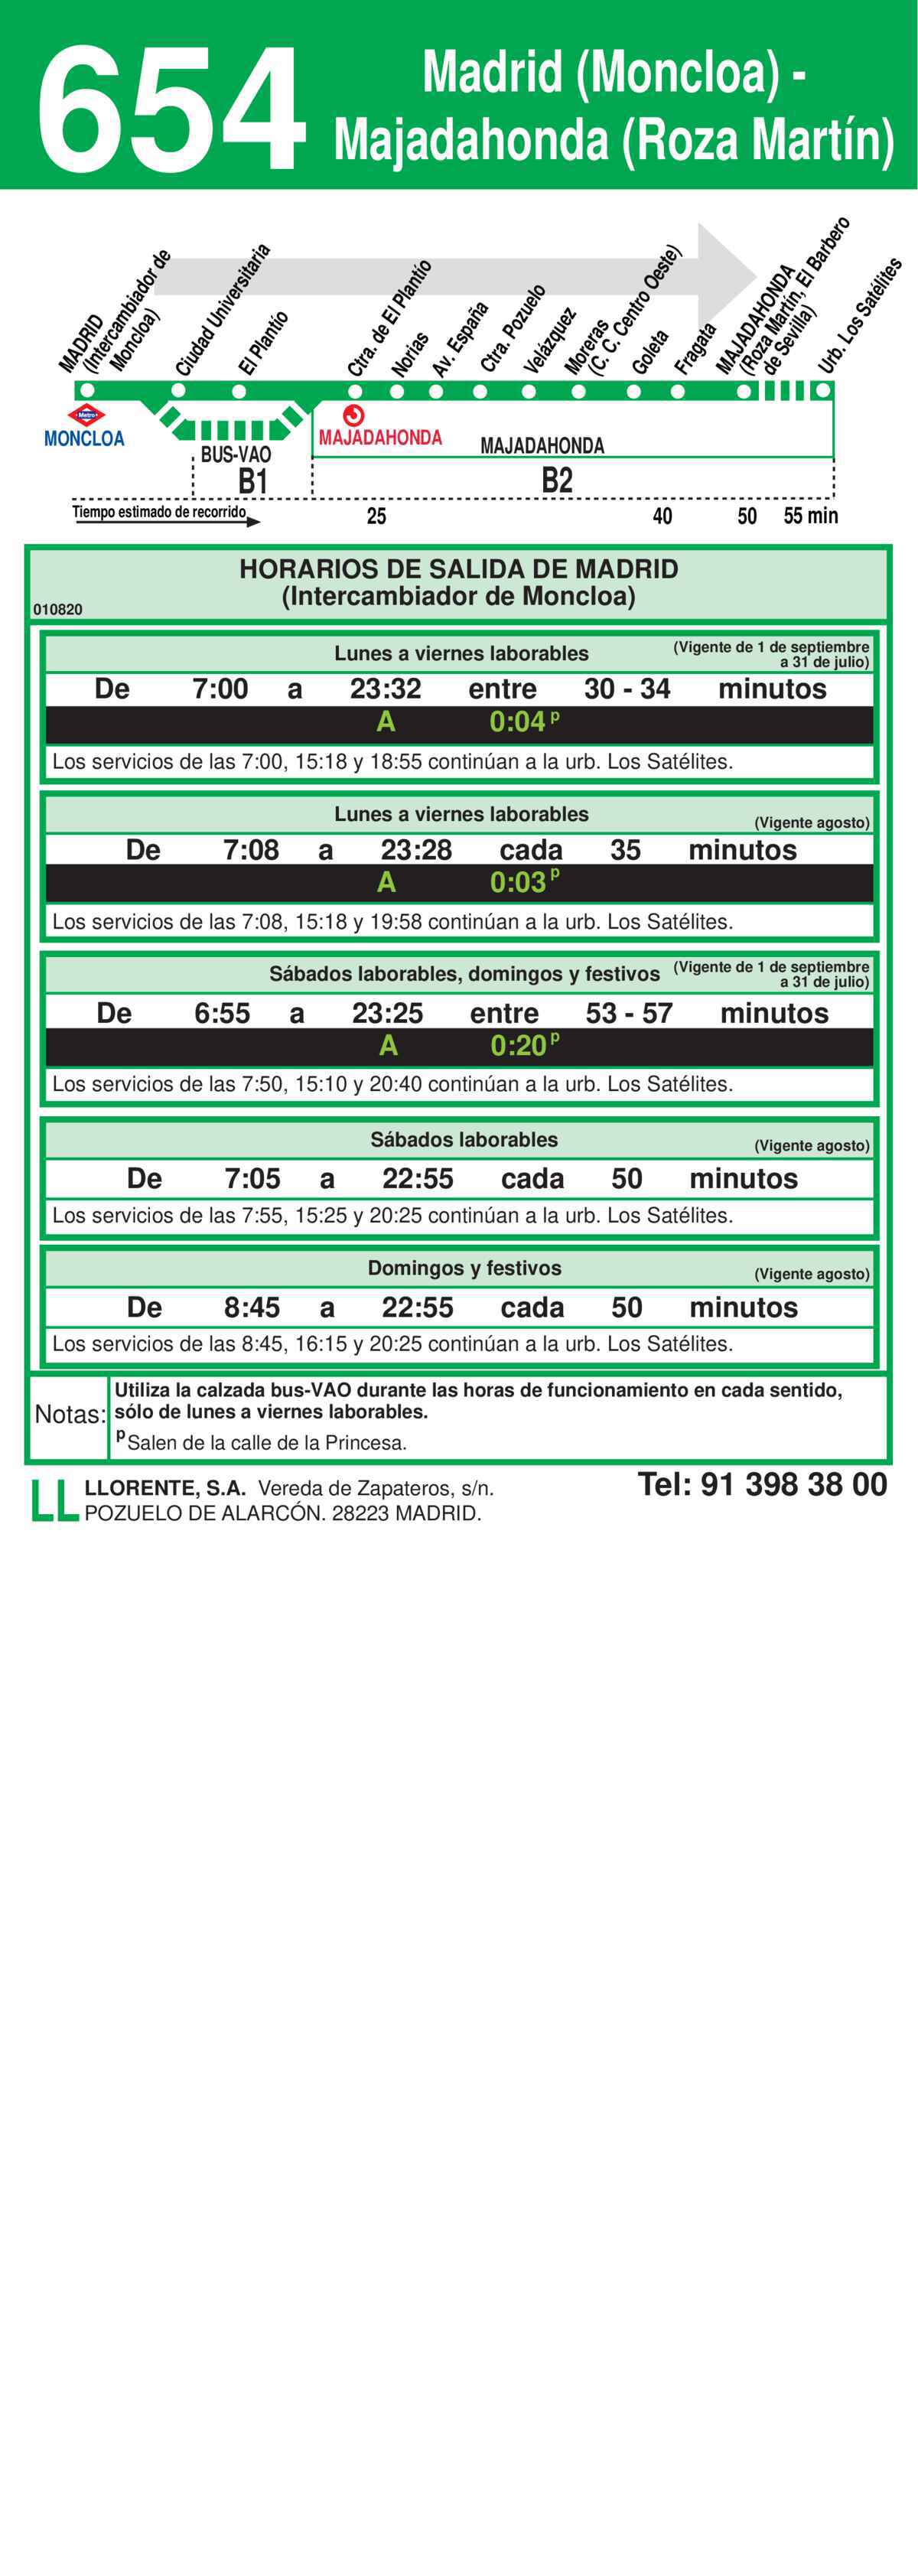 654
Madrid (Moncloa) -
Majadahonda (Roza Martín)
MADRID
(Intercambiador de
Moncloa)
Ciudad Universitaria
El Plantío
Ctra. de El Plantío
Norias
Av. España
Ctra. Pozuelo
Velázquez
Moreras
(C. C. Centro Oeste)
Goleta
Fragata
MAJADAHONDA
(Roza Martín, El Barbero
de Sevilla)
Urb. Los Satélites
Metro
MONCLOA
BUS-VAO
MAJADAHONDA
MAJADAHONDA
B1
B2
Tiempo estimado de recorrido
25
40
50
55 min
HORARIOS DE SALIDA DE MADRID
(Intercambiador de Moncloa)
010820
Lunes a viernes laborables
(Vigente de 1 de septiembre
a 31 de julio)
De 7:00 a 23:32 entre 30 - 34 minutos
A 0:04 p
Los servicios de las 7:00, 15:18 y 18:55 continúan a la urb. Los Satélites.
Lunes a viernes laborables
(Vigente agosto)
De 7:08 a 23:28 cada 35 minutos
A 0:03 p
Los servicios de las 7:08, 15:18 y 19:58 continúan a la urb. Los Satélites.
Sábados laborables, domingos y festivos
(Vigente de 1 de septiembre
a 31 de julio)
De 6:55 a 23:25 entre 53 - 57 minutos
A 0:20 p
Los servicios de las 7:50, 15:10 y 20:40 continúan a la urb. Los Satélites.
Sábados laborables
(Vigente agosto)
De 7:05 a 22:55 cada 50 minutos
Los servicios de las 7:55, 15:25 y 20:25 continúan a la urb. Los Satélites.
Domingos y festivos
(Vigente agosto)
De 8:45 a 22:55 cada 50 minutos
Los servicios de las 8:45, 16:15 y 20:25 continúan a la urb. Los Satélites.
Notas:
Utiliza la calzada bus-VAO durante las horas de funcionamiento en cada sentido,
sólo de lunes a viernes laborables.
p Salen de la calle de la Princesa.
LL
LLORENTE, S.A. Vereda de Zapateros, s/n.
POZUELO DE ALARCÓN. 28223 MADRID.
Tel: 91 398 38 00